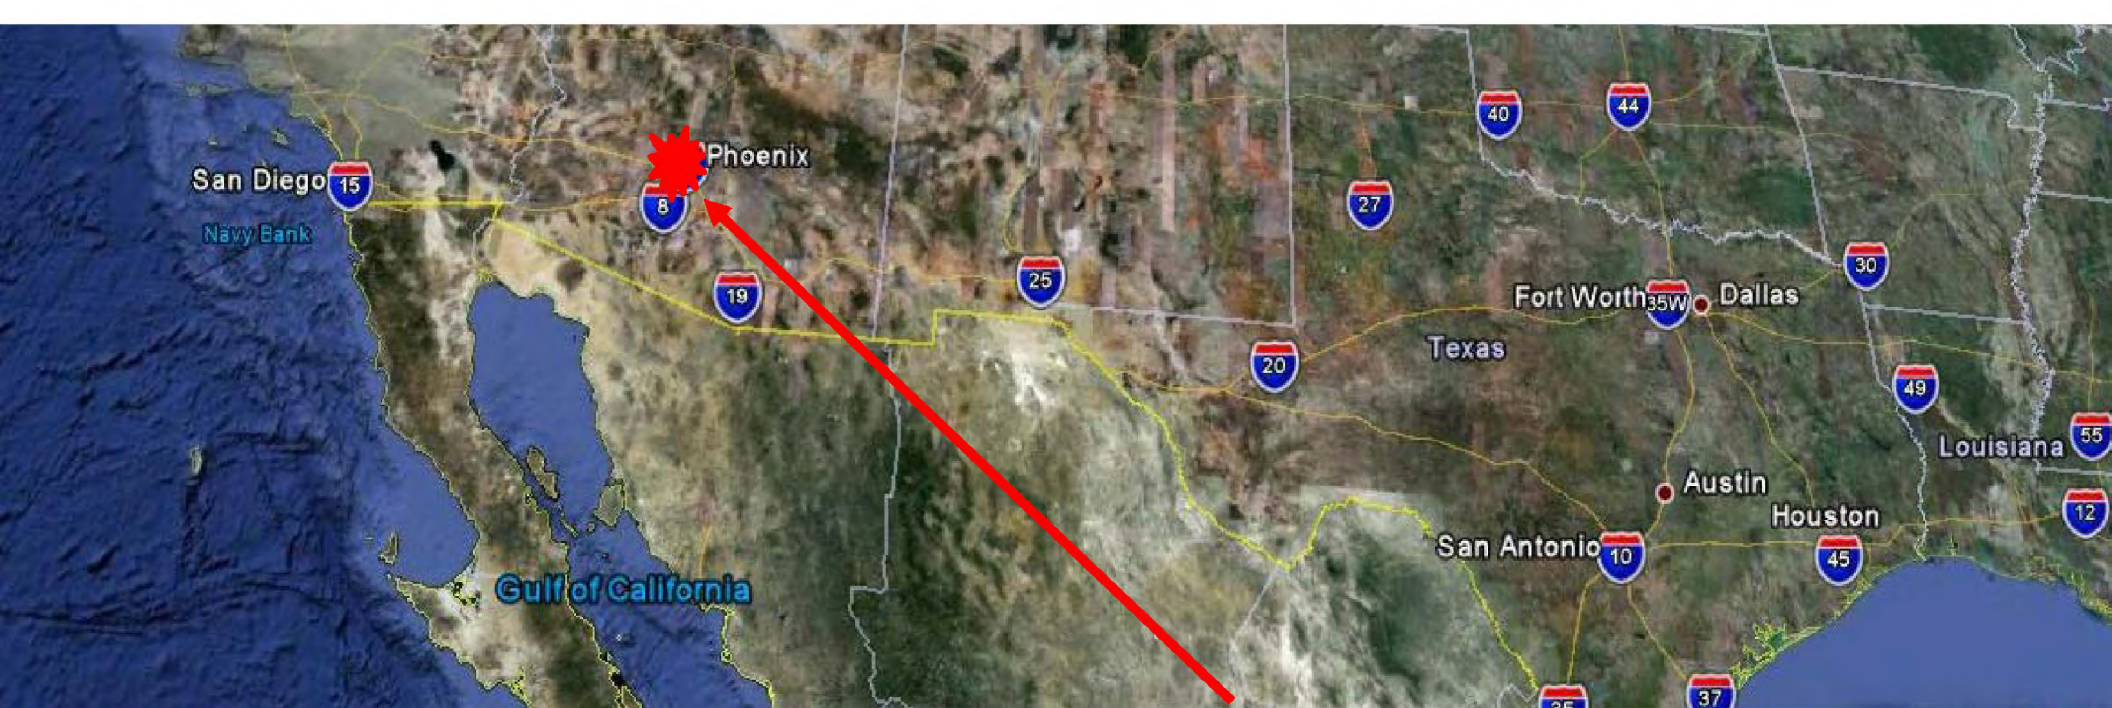 40
44
Phoenix
San Diego
15
8
27
Navy Bank
19
25
30
Fort Worth
35W
Dallas
Texas
20
49
Louisiana
55
Austin
Houston
12
San Antonio
10
45
Gulf of California
37
35